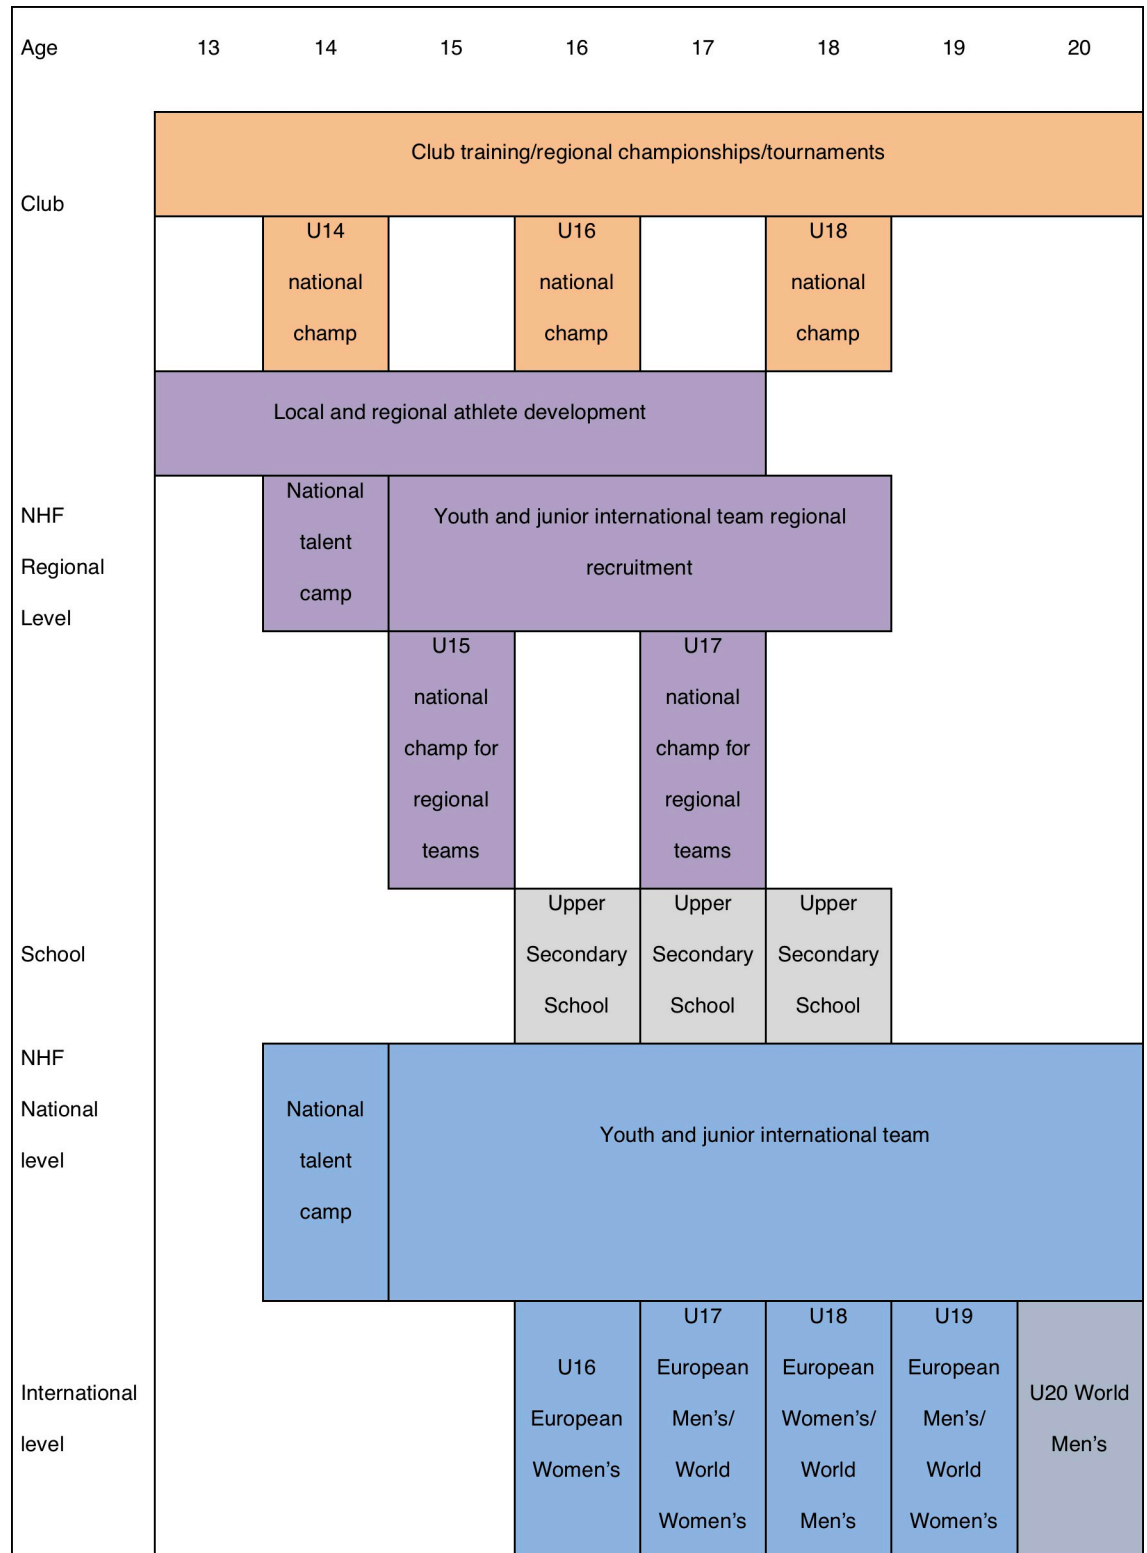 Age 13 14 15 16 17 18 19 20
Club training/regional championships/tournaments
Club
U14
national
champ
U16
national
champ
U18
national
champ
Local and regional athlete development
NHF
Regional
Level
National
talent
camp
Youth and junior international team regional
recruitment
U15
national
champ for
regional
teams
U17
national
champ for
regional
teams
School
Upper
Secondary
School
Upper
Secondary
School
Upper
Secondary
School
NHF
National
level
National
talent
camp
Youth and junior international team
International
level
U16
European
Women’s
U17
European
Men’s/
World
Women’s
U18
European
Women’s/
World
Men’s
U19
European
Men’s/
World
Women’s
U20 World
Men’s